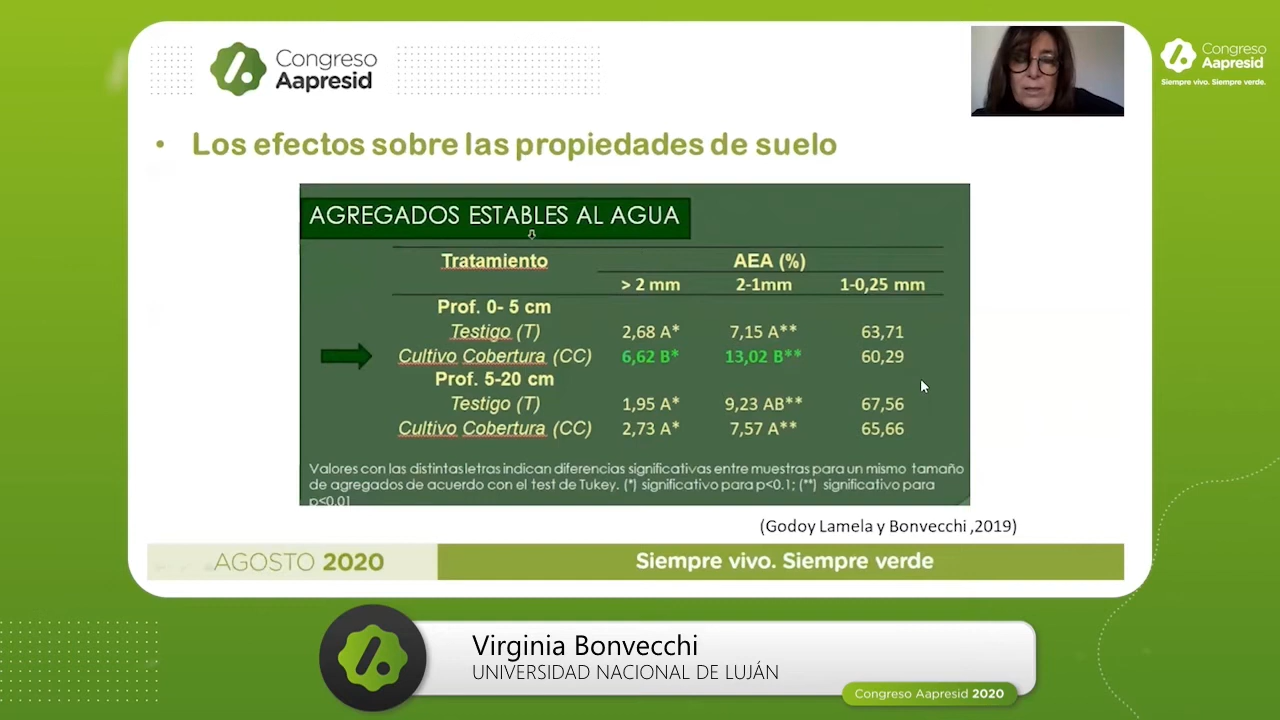 Congreso
Aapresid
Congreso
Aapresid
Siempre vivo. Siempre verde.
• Los efectos sobre las propiedades de suelo
AGREGADOS ESTABLES AL AGUA
Tratamiento AEA (%)
> 2 mm 2-1mm 1-0,25 mm
Prof. 0- 5 cm
Testigo (T) 2,68 A* 7,15 A** 63,71
Cultivo Cobertura (CC) 6,62 B* 13,02 B** 60,29
Prof. 5-20 cm
Testigo (T) 1,95 A* 9,23 AB** 67,56
Cultivo Cobertura (CC) 2,73 A* 7,57 A** 65,66
Valores con las distintas letras indican diferencias significativas entre muestras para un mismo tamaño
de agregados de acuerdo con el test de Tukey. (*) significativo para p<0.1; (**) significativo para
p<0.01
(Godoy Lamela y Bonvecchi ,2019)
AGOSTO 2020
Siempre vivo. Siempre verde
Virginia Bonvecchi
UNIVERSIDAD NACIONAL DE LUJÁN
Congreso Aapresid 2020